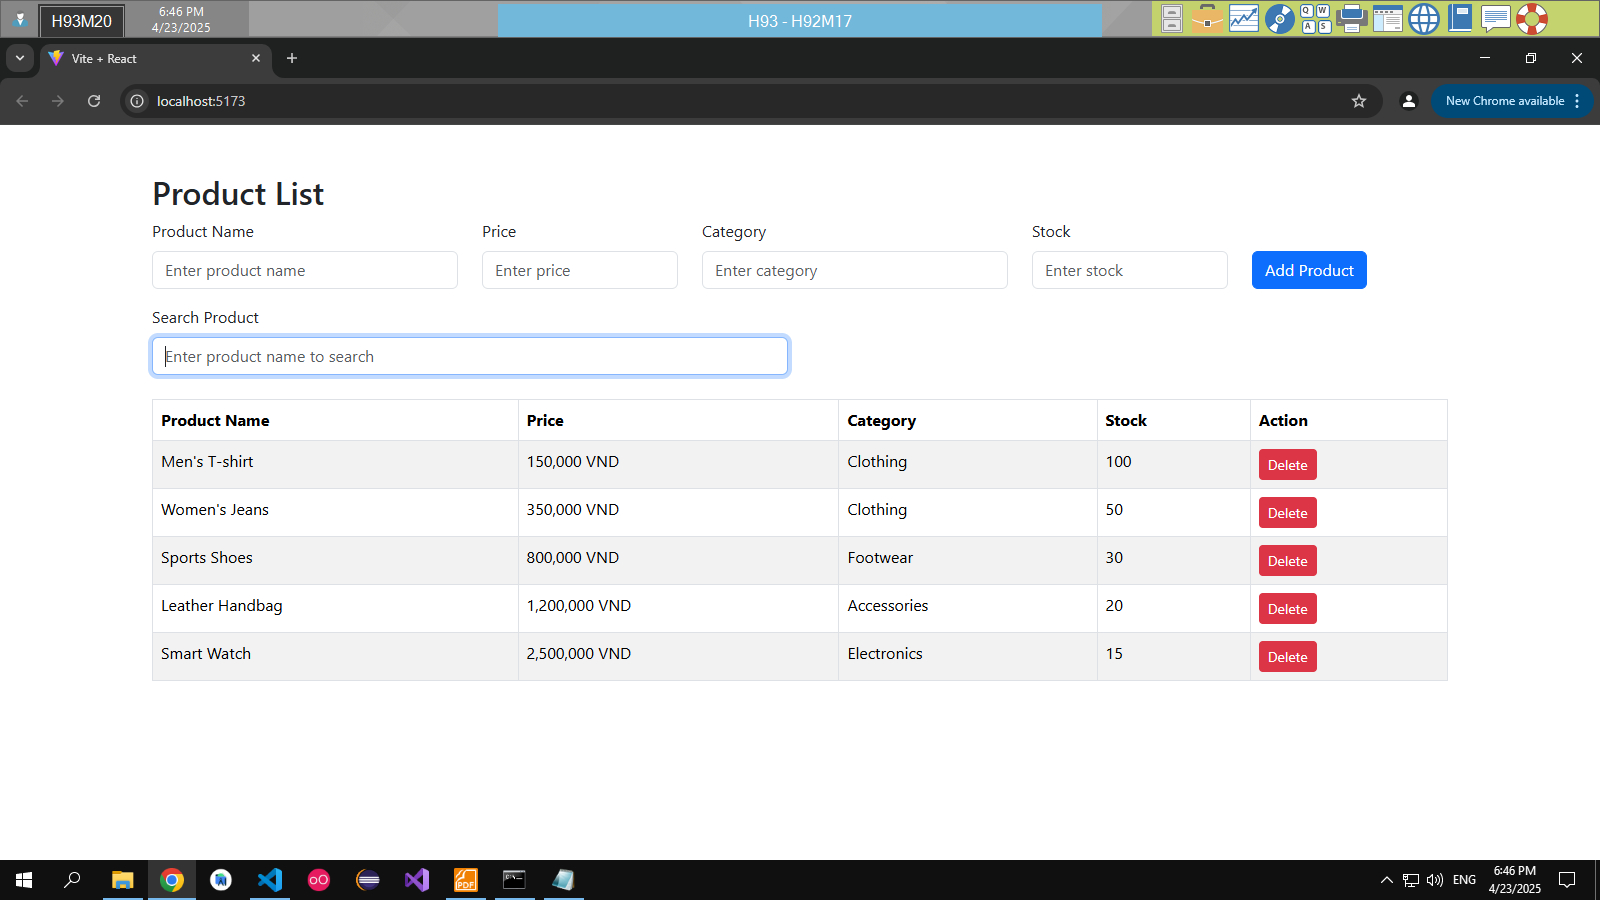 H93M20
6:46 PM
4/23/2025
H93 - H92M17
Q W
A S
Vite + React
localhost:5173
New Chrome available
Product List
Product Name Price Category Stock
Enter product name Enter price Enter category Enter stock Add Product
Search Product
Enter product name to search
Product Name Price Category Stock Action
Men's T-shirt 150,000 VND Clothing 100 Delete
Women's Jeans 350,000 VND Clothing 50 Delete
Sports Shoes 800,000 VND Footwear 30 Delete
Leather Handbag 1,200,000 VND Accessories 20 Delete
Smart Watch 2,500,000 VND Electronics 15 Delete
PDF
ENG
6:46 PM
4/23/2025